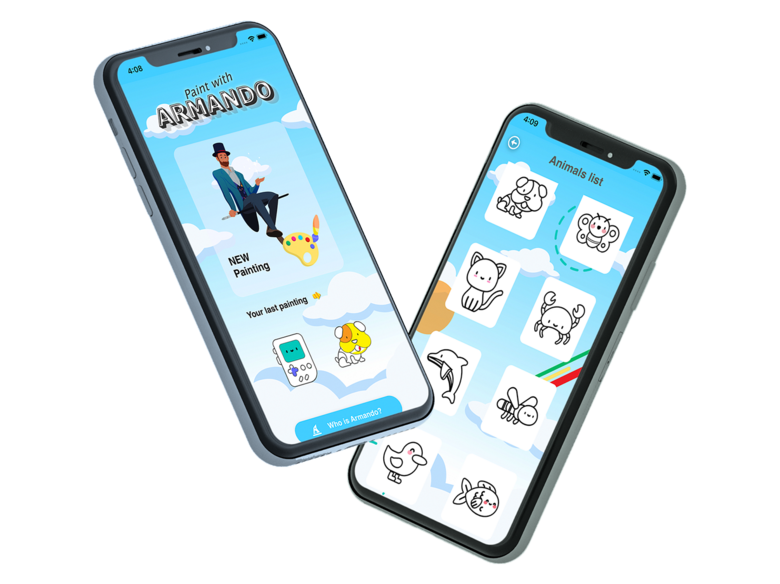 4:08
Paint with
ARMANDO
NEW
Painting
Your last painting
Who is Armando?
4:09
Animals list